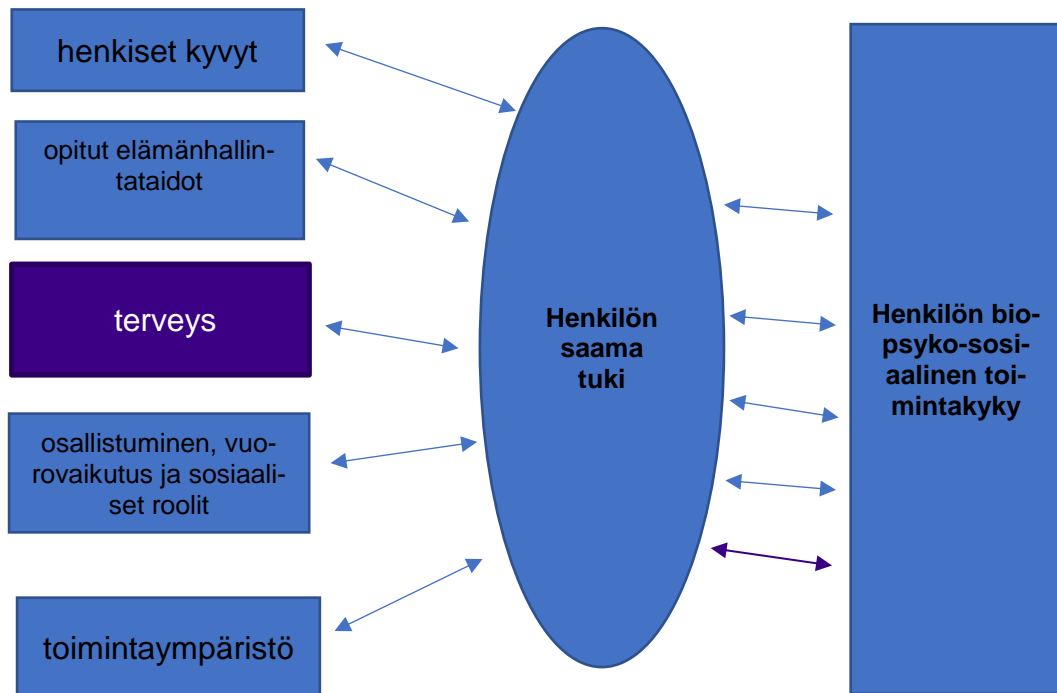 henkiset kyvyt
opitut elämänhallin-
tataidot
terveys
osallistuminen, vuo-
rovaikutus ja sosiaali-
set roolit
toimintaympäristö
Henkilön
saama
tuki
Henkilön bio-
psyko-sosi-
aalinen toi-
mintakyky